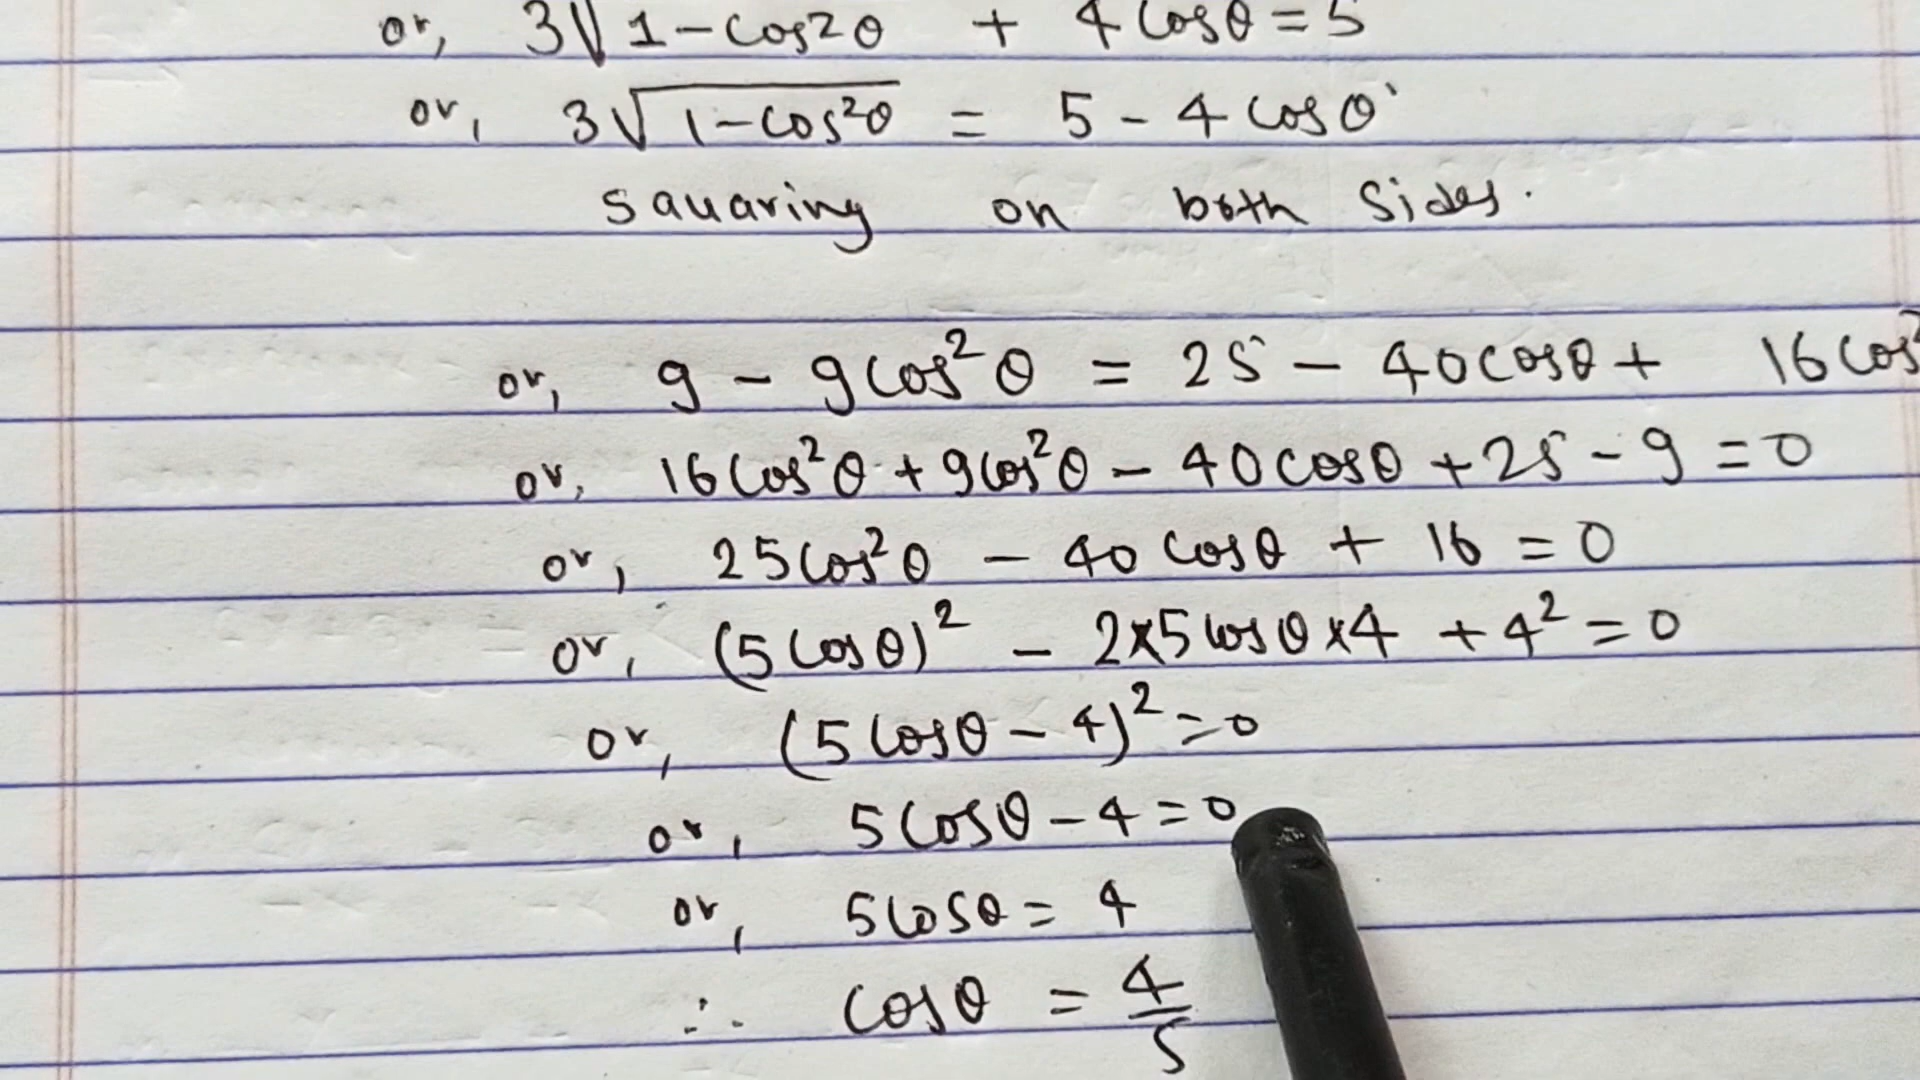 or, 3√1-cos2θ + 4cosθ=5
or, 3√1-cos²θ = 5-4cosθ
sauaring on both sides.
or, 9-9cos²θ = 25-40cosθ+ 16cos²
or, 16cos²θ+9cos²θ-40cosθ+25-9=0
or, 25cos²θ - 40cosθ + 16=0
or, (5cosθ)² - 2×5cosθ×4 +4²=0
or, (5cosθ-4)²=0
or, 5cosθ-4=0
or, 5cosθ=4
∴ cosθ = 4/5